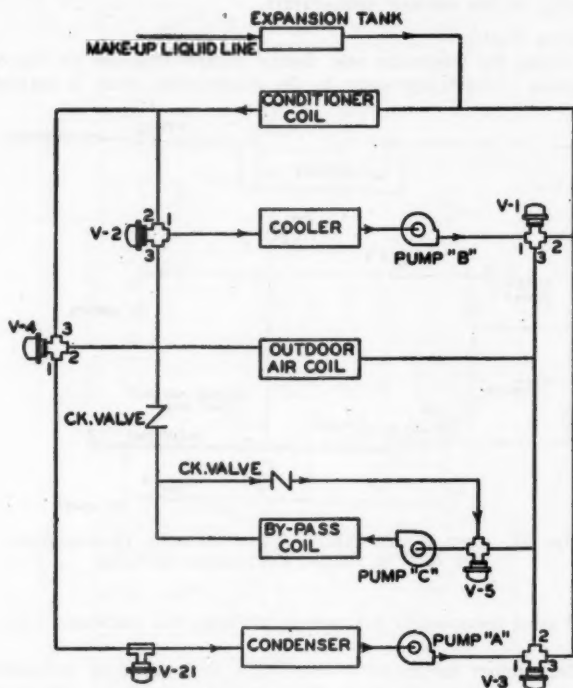 EXPANSION TANK
MAKE-UP LIQUID LINE
CONDITIONER
COIL
V-1
2 1
V-2
3
COOLER
1 3 2
PUMP "B"
V-4
3
1 2
OUTDOOR
AIR COIL
CK.VALVE
CK.VALVE
BY-PASS
COIL
PUMP "C"
V-5
V-21
CONDENSER
PUMP "A"
2
1 3
V-3